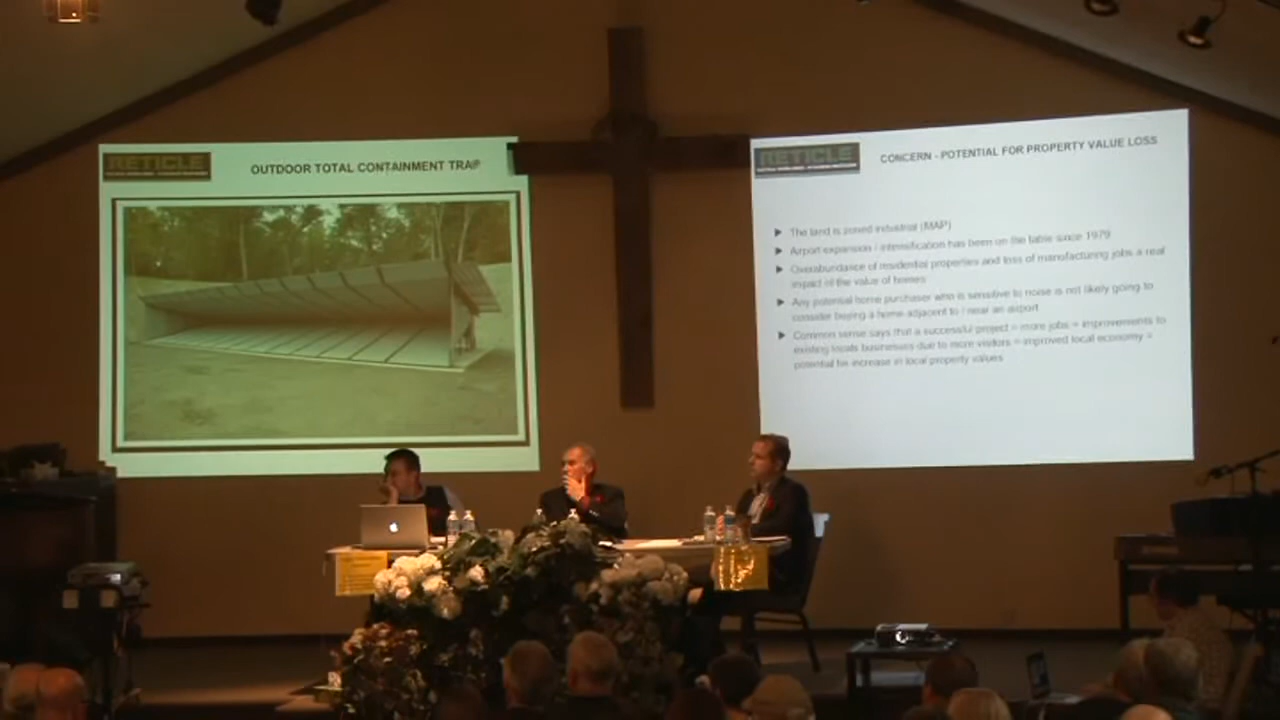 RETICLE
OUTDOOR TOTAL CONTAINMENT TRAP
RETICLE
CONCERN - POTENTIAL FOR PROPERTY VALUE LOSS
The land is zoned industrial (MAP)
Airport expansion / intensification has been on the table since 1979
Overabundance of residential properties and loss of manufacturing jobs a real
impact of the value of homes
Any potential home purchaser who is sensitive to noise is not likely going to
consider buying a home adjacent to / near an airport
Common sense says that a successful project = more jobs = improvements to
existing locals businesses due to more visitors = improved local economy =
potential for increase in local property values